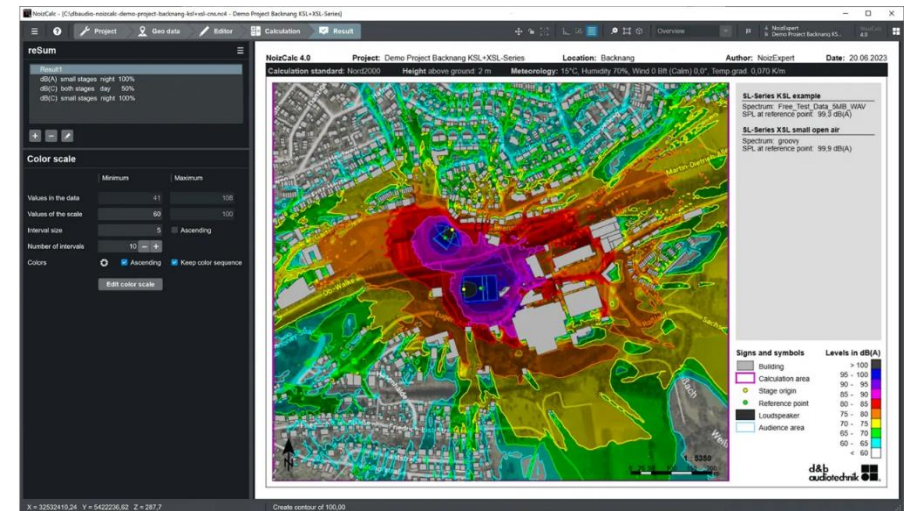 NoizCalc - [C:\dbaudio-noizcalc-demo-project-backnang-ksl+xsl-cns.nc4 - Demo Project Backnang KSL+XSL-Series]
Project
Geo data
Editor
Calculation
Result
Overview
NoizExpert
Demo Project Backnang KS...
NoizCalc
4.0
reSum
Result1
dB(A) small stages night 100%
dB(C) both stages day 50%
dB(C) small stages night 100%
Color scale
Minimum
Maximum
Values in the data 41 108
Values of the scale 60 100
Interval size 5 Ascending
Number of intervals 10
Colors Ascending Keep color sequence
Edit color scale
NoizCalc 4.0 Project: Demo Project Backnang KSL+XSL-Series Location: Backnang Author: NoizExpert Date: 20.06.2023
Calculation standard: Nord2000 Height above ground: 2 m Meteorology: 15°C, Humidity 70%, Wind 0 Bft (Calm) 0,0°, Temp.grad. 0,070 K/m
SL-Series KSL example
Spectrum: Free_Test_Data_5MB_WAV
SPL at reference point: 99.3 dB(A)
SL-Series XSL small open air
Spectrum: groovy
SPL at reference point: 99.9 dB(A)
N
1 : 5350
Signs and symbols
Building
Calculation area
Stage origin
Reference point
Loudspeaker
Audience area
Levels in dB(A)
> 100
95 - 100
90 - 95
85 - 90
80 - 85
75 - 80
70 - 75
65 - 70
60 - 65
< 60
d&b
audiotechnik
X = 32532410,24 Y = 5422236,62 Z = 287,7
Create contour of 100,00